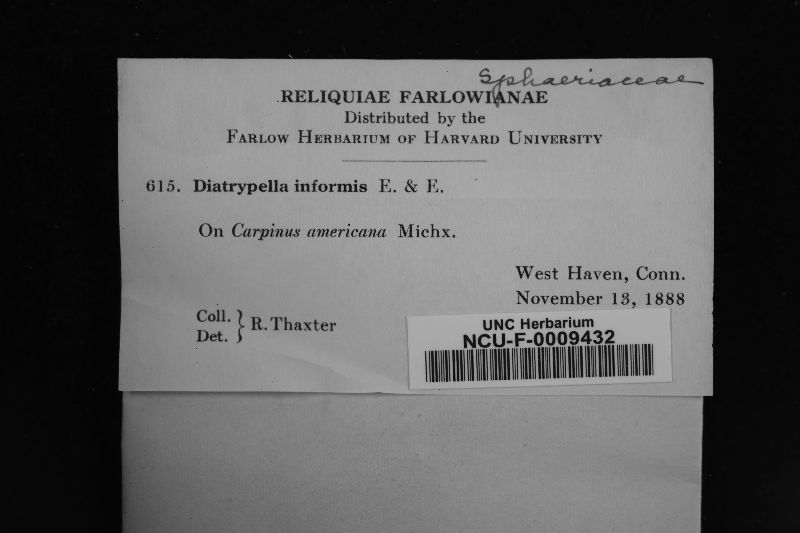 Sphaeriaceae
RELIQUIAE FARLOWIANAE
Distributed by the
FARLOW HERBARIUM OF HARVARD UNIVERSITY
615. Diatrypella informis E. & E.
On Carpinus americana Michx.
West Haven, Conn.
November 13, 1888
Coll.
Det. } R. Thaxter
UNC Herbarium
NCU-F-0009432